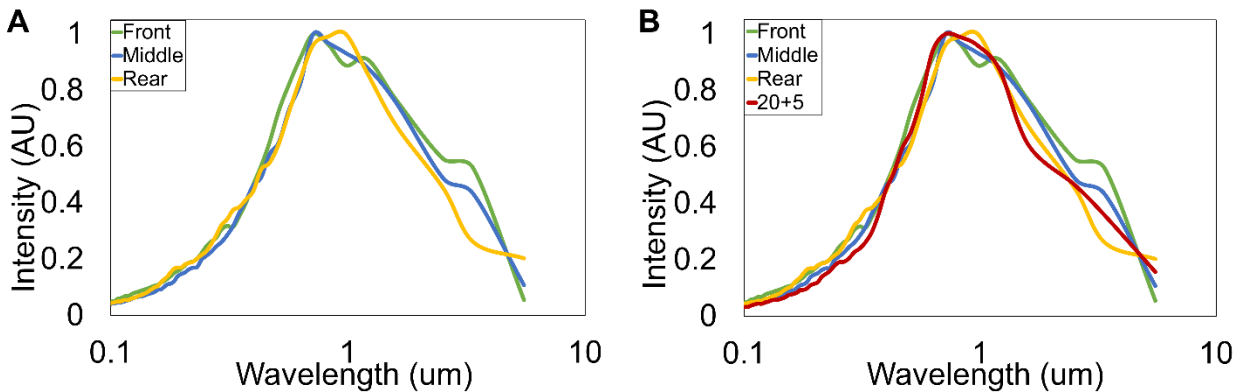 A
Intensity (AU)
1
0.8
0.6
0.4
0.2
0
Front
Middle
Rear
0.1
1
10
Wavelength (um)
B
Intensity (AU)
1
0.8
0.6
0.4
0.2
0
Front
Middle
Rear
20+5
0.1
1
10
Wavelength (um)